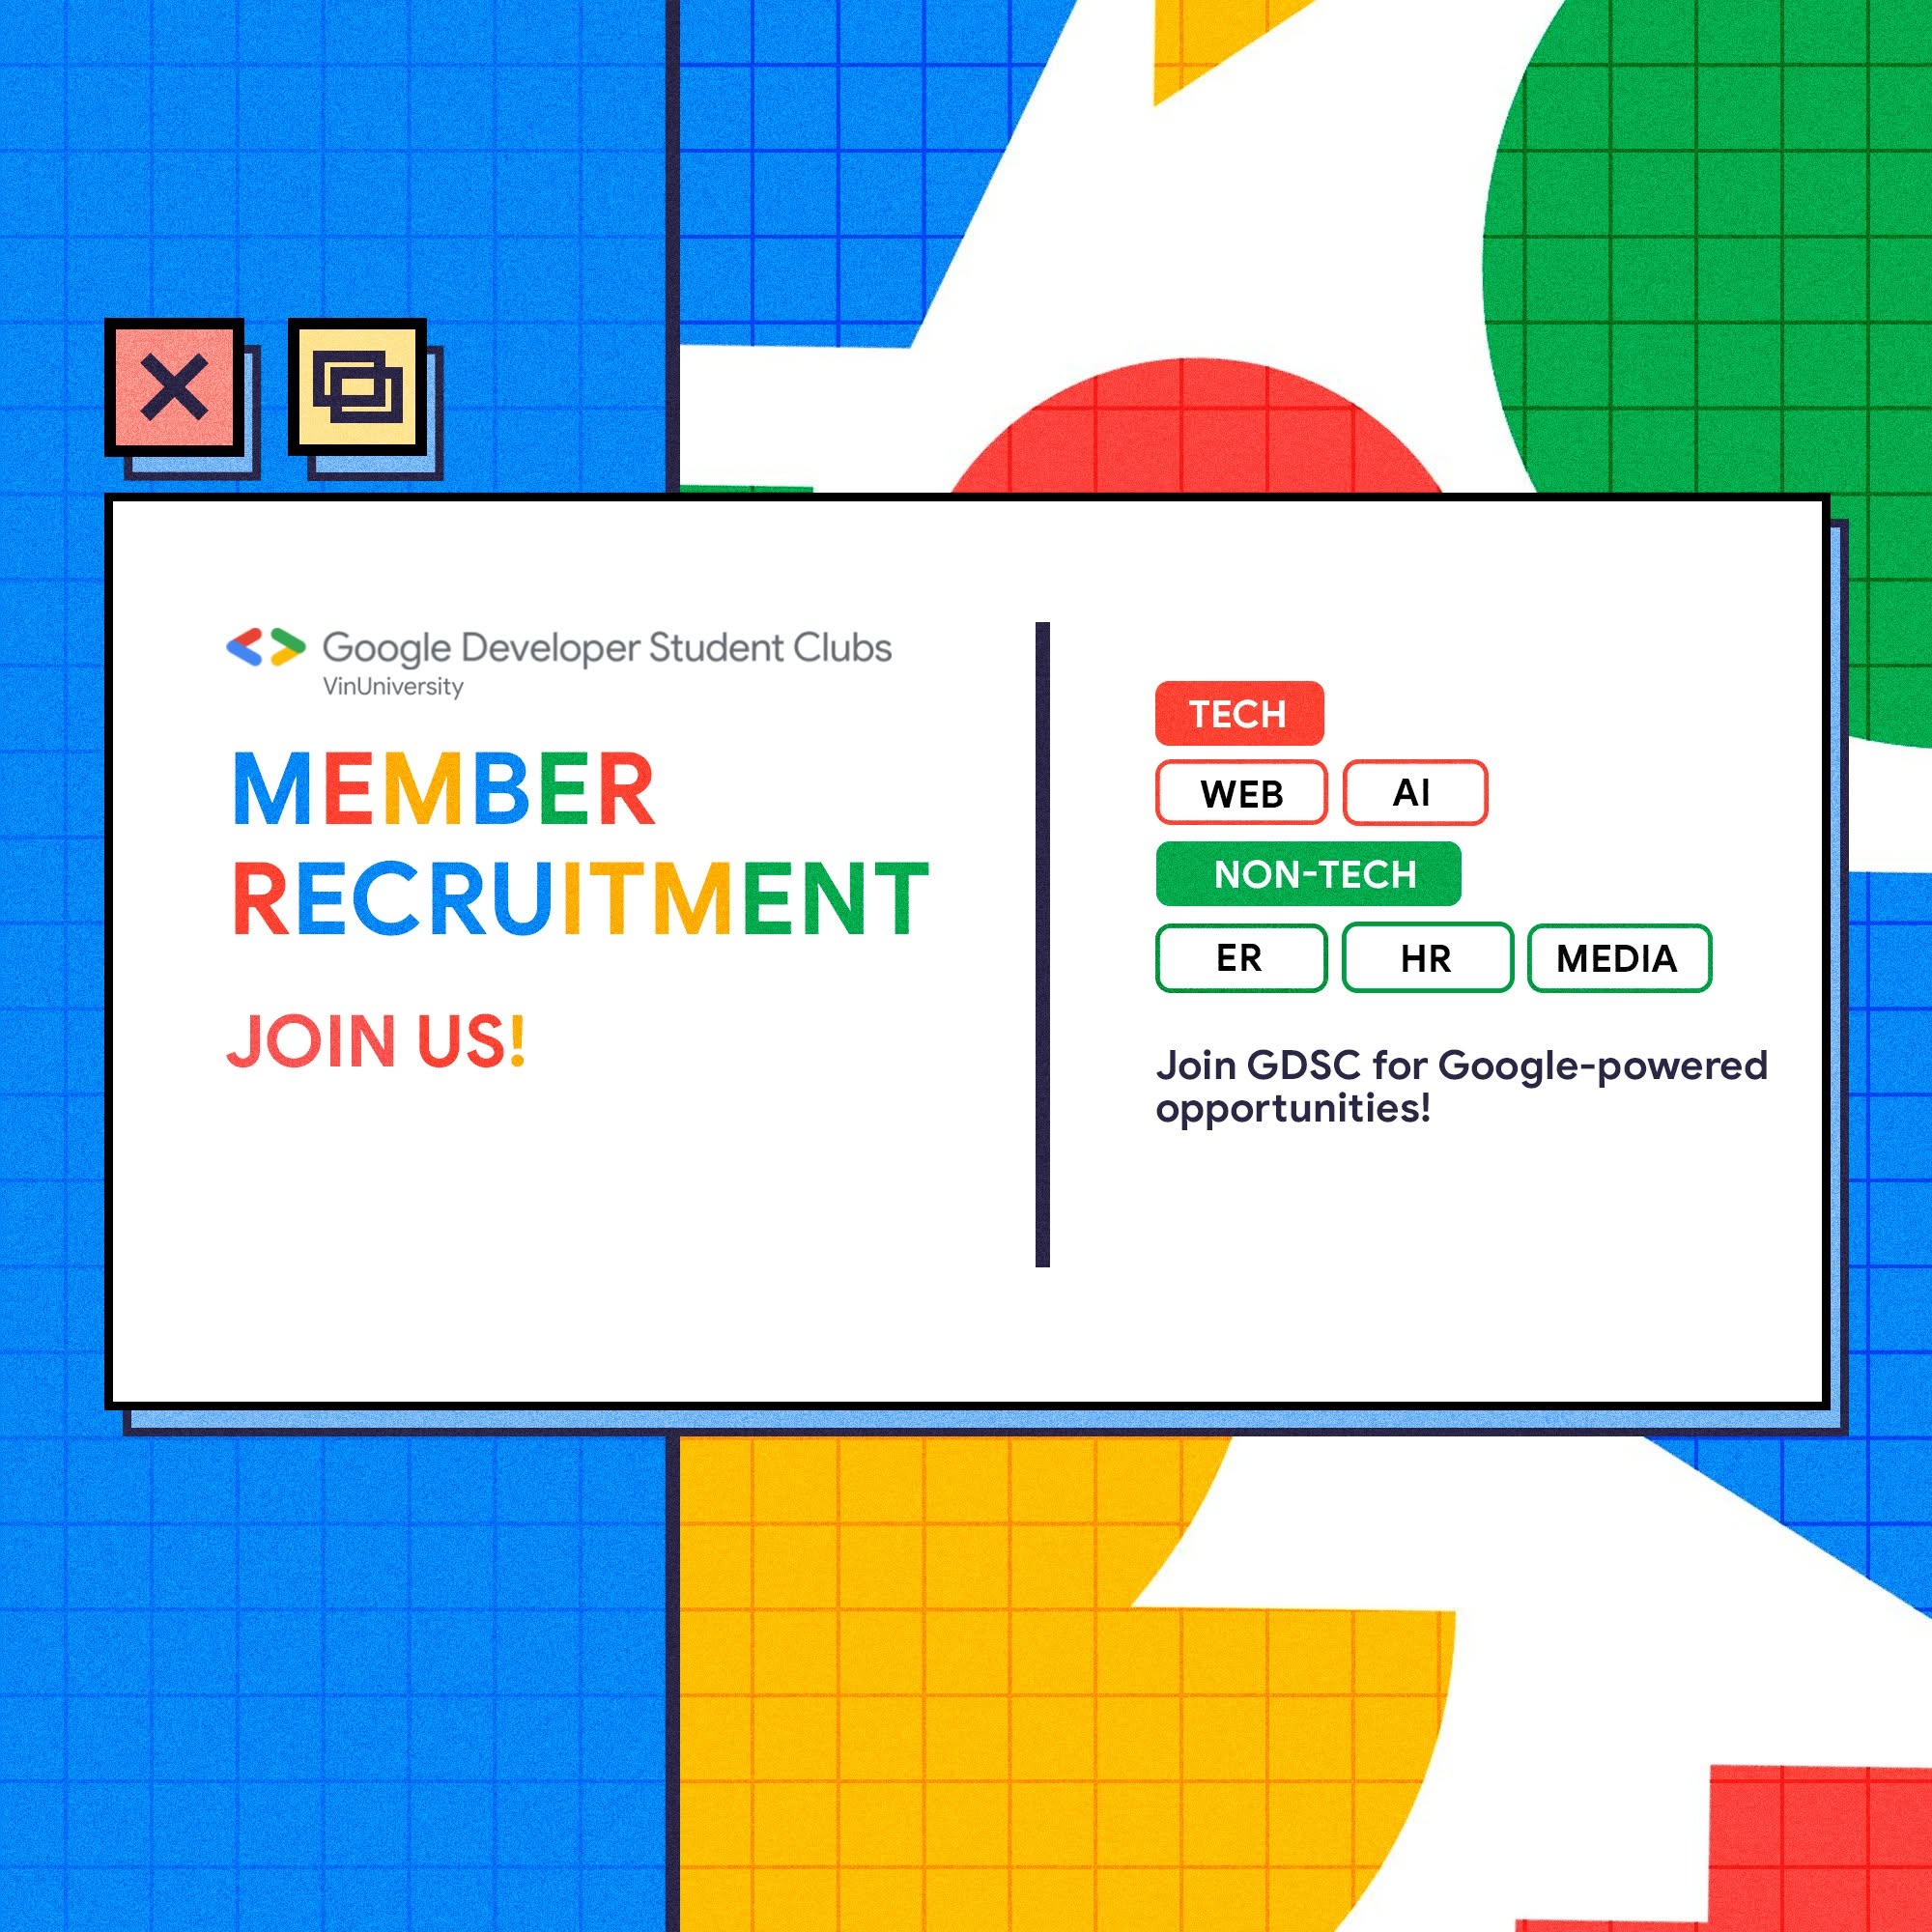 Google Developer Student Clubs
VinUniversity
MEMBER
RECRUITMENT
JOIN US!
TECH
WEB AI
NON-TECH
ER HR MEDIA
Join GDSC for Google-powered
opportunities!